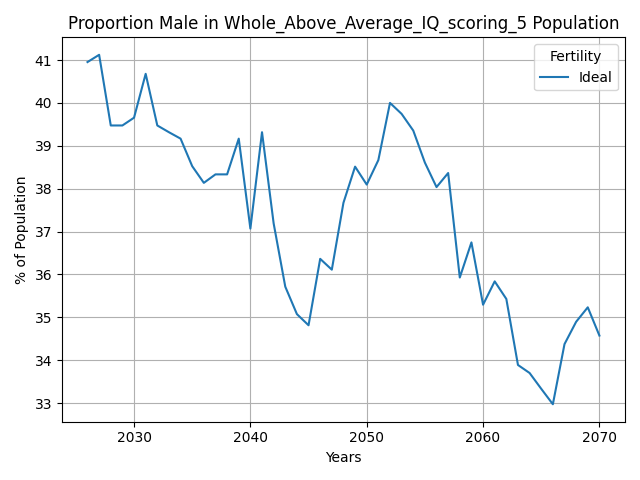 Proportion Male in Whole_Above_Average_IQ_scoring_5 Population
Fertility
Ideal
% of Population
41
40
39
38
37
36
35
34
33
2030 2040 2050 2060 2070
Years